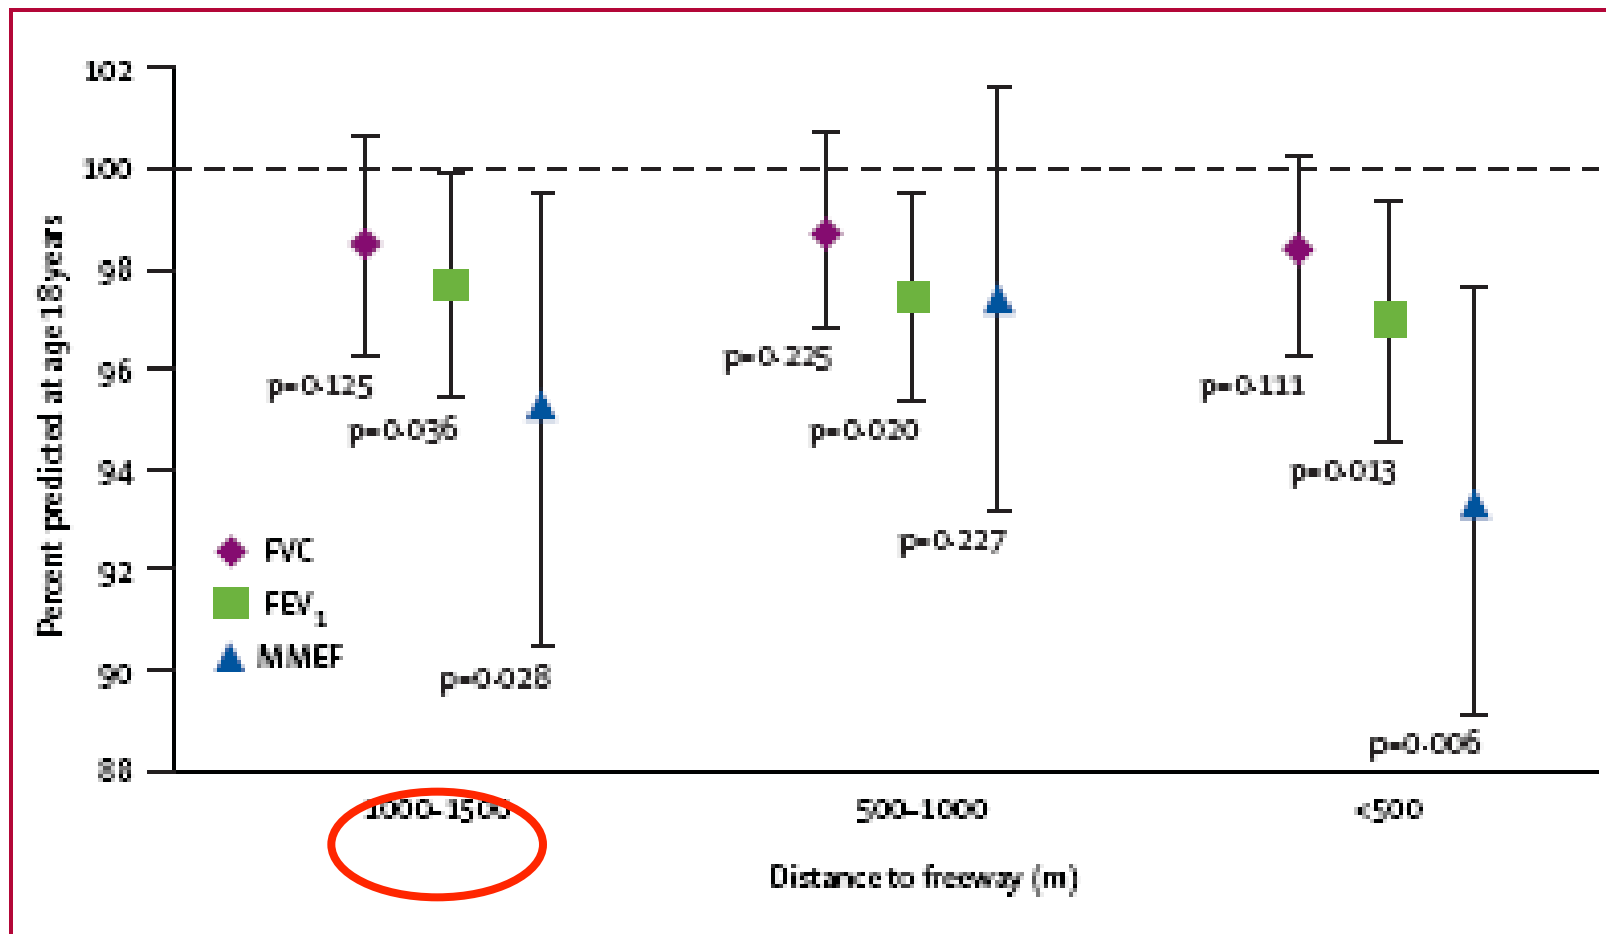 Percent predicted at age 18 years
102
100
98
96
94
92
90
88
p=0·125
p=0·036
p=0·028
p=0·225
p=0·020
p=0·227
p=0·111
p=0·013
p=0·006
FVC
FEV₁
MMEF
1000–1500
500–1000
<500
Distance to freeway (m)